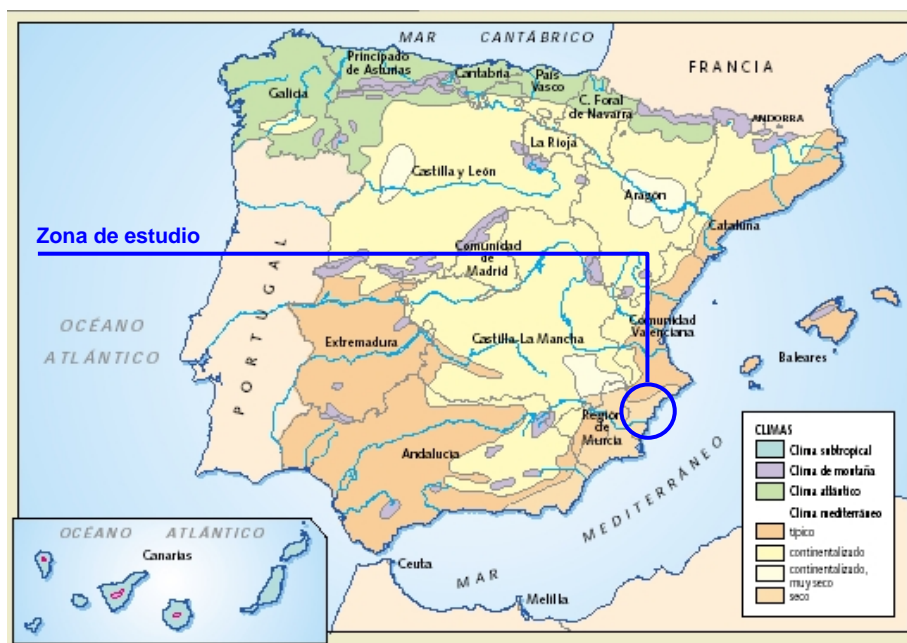 MAR CANTÁBRICO
FRANCIA
Principado
de Asturias
Cantabria
País
Vasco
Galicia
C. Foral
de Navarra
ANDORRA
La Rioja
Castilla y León
Aragón
Cataluña
Zona de estudio
Comunidad
de
Madrid
PORTUGAL
OCÉANO
ATLÁNTICO
Comunidad
Valenciana
Extremadura
Castilla-La Mancha
Baleares
Región
de
Murcia
Andalucía
MAR MEDITERRÁNEO
CLIMAS
Clima subtropical
Clima de montaña
Clima atlántico
Clima mediterráneo
típico
continentalizado
continentalizado,
muy seco
seco
OCÉANO ATLÁNTICO
Canarias
Ceuta
Melilla